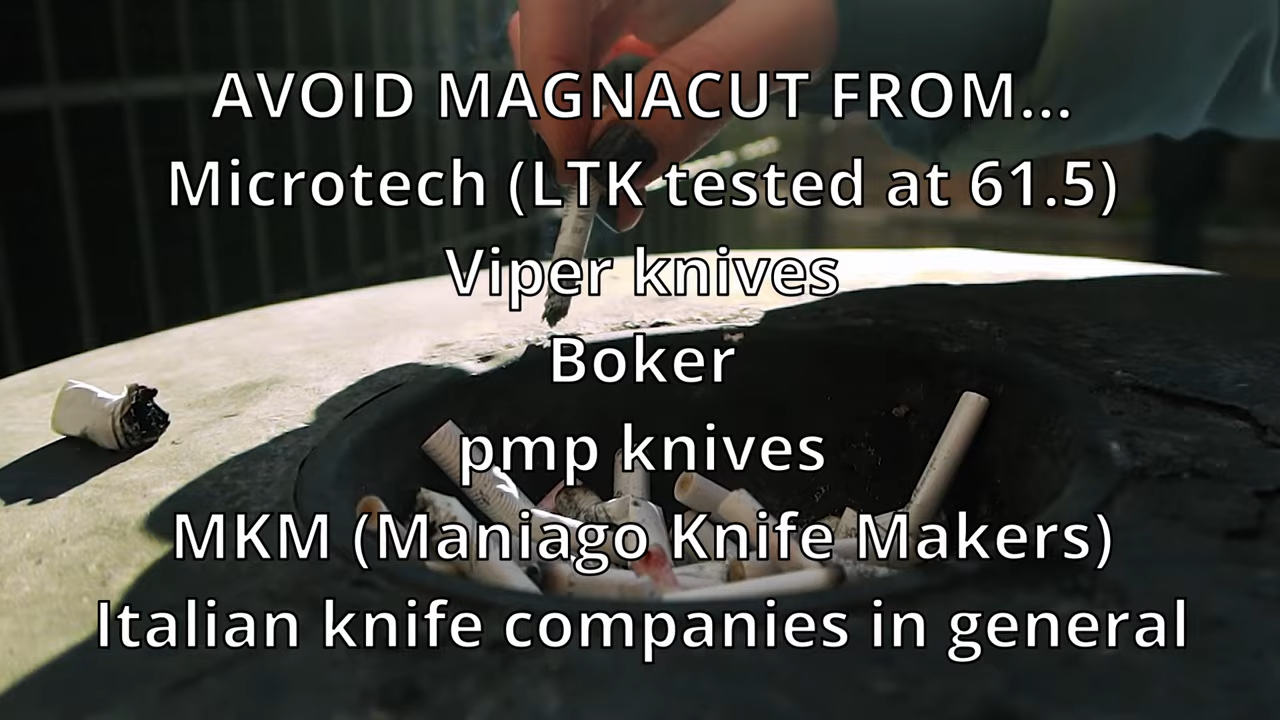 AVOID MAGNACUT FROM...
Microtech (LTK tested at 61.5)
Viper knives
Boker
pmp knives
MKM (Maniago Knife Makers)
Italian knife companies in general